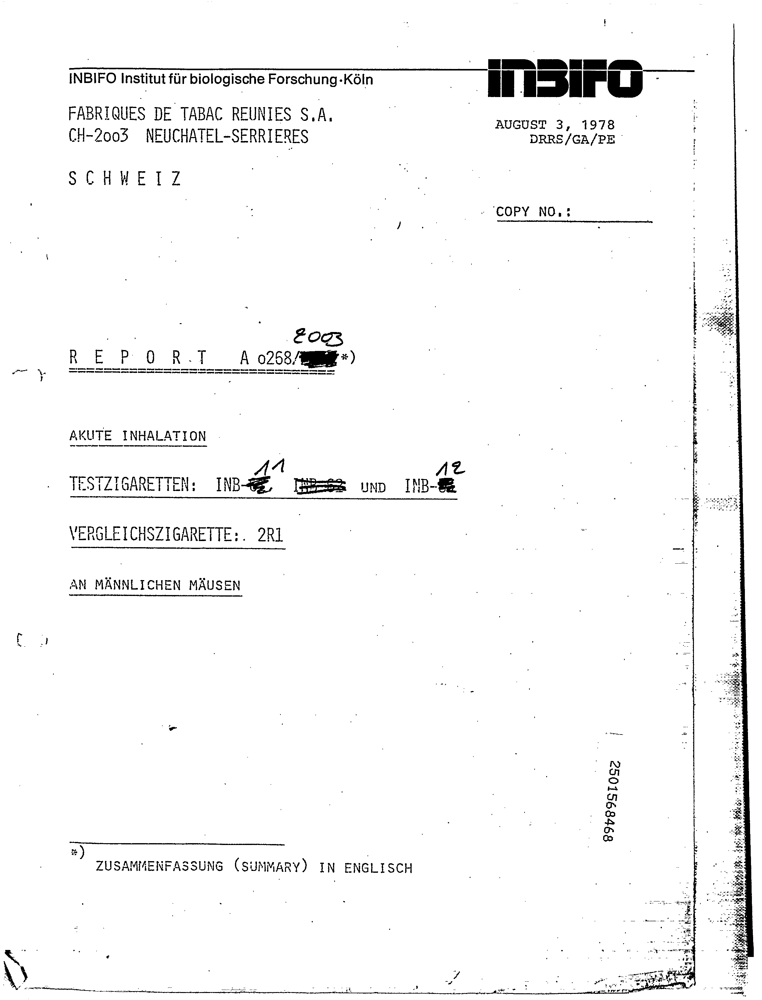 INBIFO Institut für biologische Forschung·Köln
INBIFO
FABRIQUES DE TABAC REUNIES S.A.
CH-2oo3 NEUCHATEL-SERRIERES
AUGUST 3, 1978
DRRS/GA/PE
S C H W E I Z
COPY NO.:
2003
R E P O R T A o268/ *)
AKUTE INHALATION
11 12
TESTZIGARETTEN: INB- UND INB-
VERGLEICHSZIGARETTE: 2R1
AN MÄNNLICHEN MÄUSEN
2501568468
*)
ZUSAMMENFASSUNG (SUMMARY) IN ENGLISCH